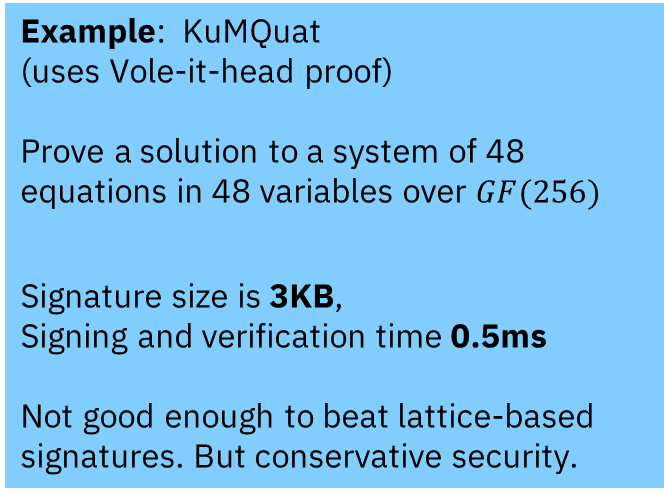 Example: KuMQuat
(uses Vole-it-head proof)
Prove a solution to a system of 48
equations in 48 variables over GF(256)
Signature size is 3KB,
Signing and verification time 0.5ms
Not good enough to beat lattice-based
signatures. But conservative security.